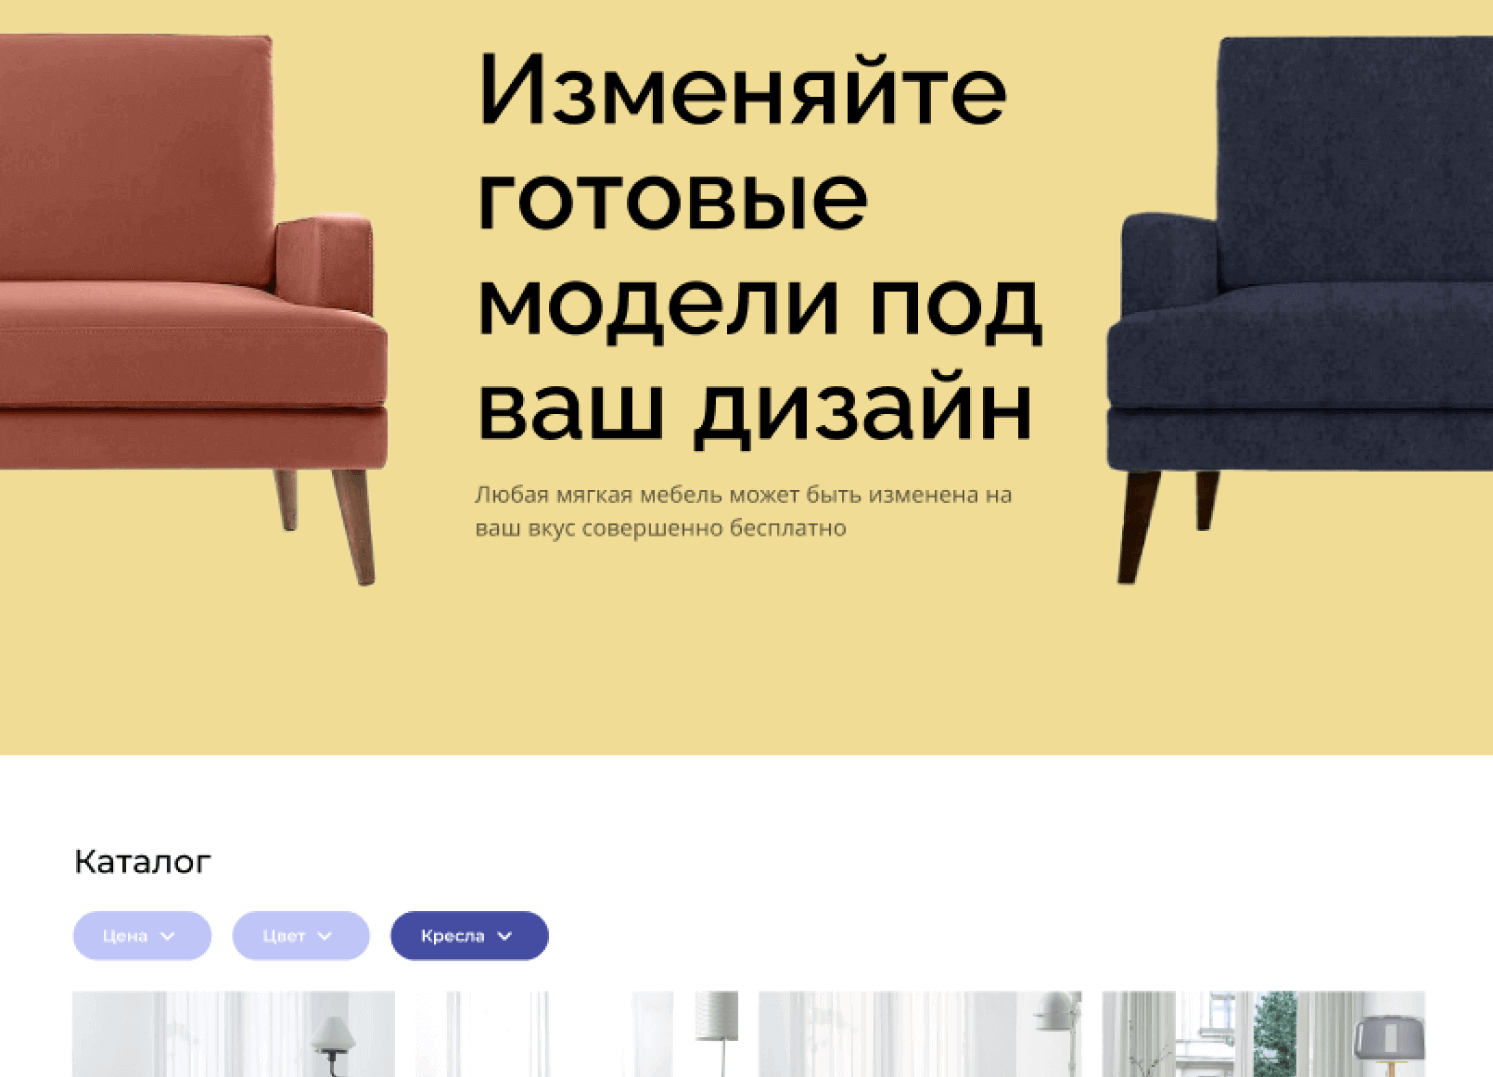 Изменяйте
готовые
модели под
ваш дизайн
Любая мягкая мебель может быть изменена на
ваш вкус совершенно бесплатно
Каталог
Цена
Цвет
Кресла